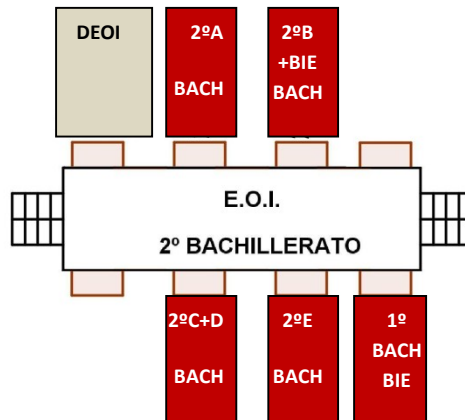 DEOI
2ºA
BACH
2ºB
+BIE
BACH
E.O.I.
2º BACHILLERATO
2ºC+D
BACH
2ºE
BACH
1º
BACH
BIE